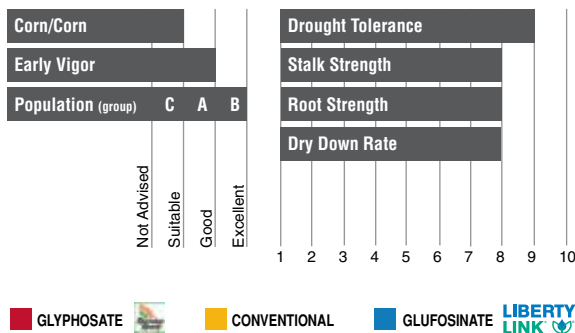 Corn/Corn
Early Vigor
Population (group) C A B
Not Advised
Suitable
Good
Excellent
Drought Tolerance
Stalk Strength
Root Strength
Dry Down Rate
1 2 3 4 5 6 7 8 9 10
GLYPHOSATE
CONVENTIONAL
GLUFOSINATE
LIBERTY
LINK